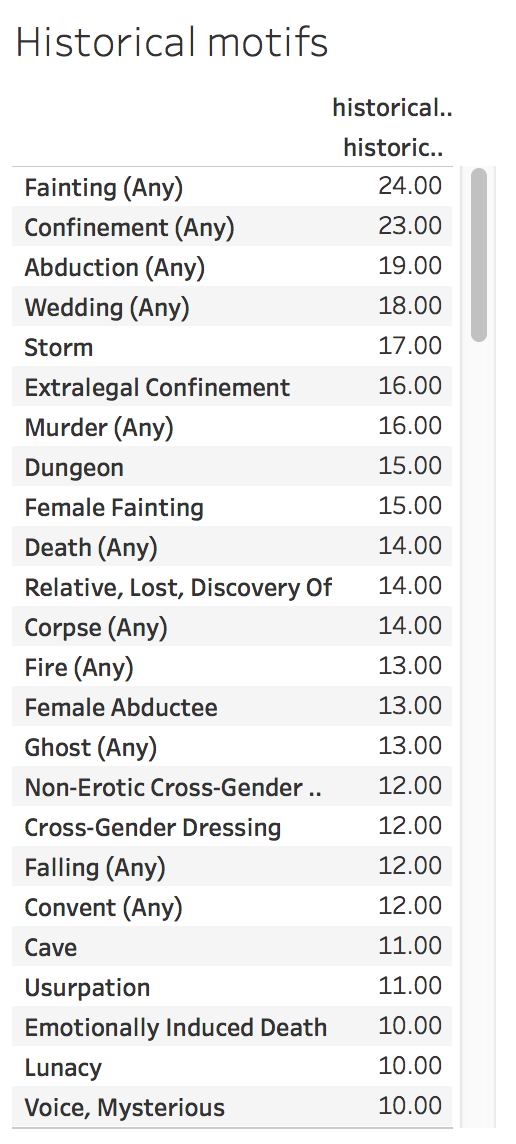 Historical motifs
historical..
historic..
Fainting (Any) 24.00
Confinement (Any) 23.00
Abduction (Any) 19.00
Wedding (Any) 18.00
Storm 17.00
Extralegal Confinement 16.00
Murder (Any) 16.00
Dungeon 15.00
Female Fainting 15.00
Death (Any) 14.00
Relative, Lost, Discovery Of 14.00
Corpse (Any) 14.00
Fire (Any) 13.00
Female Abductee 13.00
Ghost (Any) 13.00
Non-Erotic Cross-Gender .. 12.00
Cross-Gender Dressing 12.00
Falling (Any) 12.00
Convent (Any) 12.00
Cave 11.00
Usurpation 11.00
Emotionally Induced Death 10.00
Lunacy 10.00
Voice, Mysterious 10.00